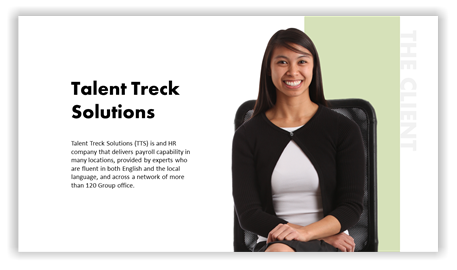 Talent Treck
Solutions
Talent Treck Solutions (TTS) is and HR
company that delivers payroll capability in
many locations, provided by experts who
are fluent in both English and the local
language, and across a network of more
than 120 Group office.
THE CLIENT